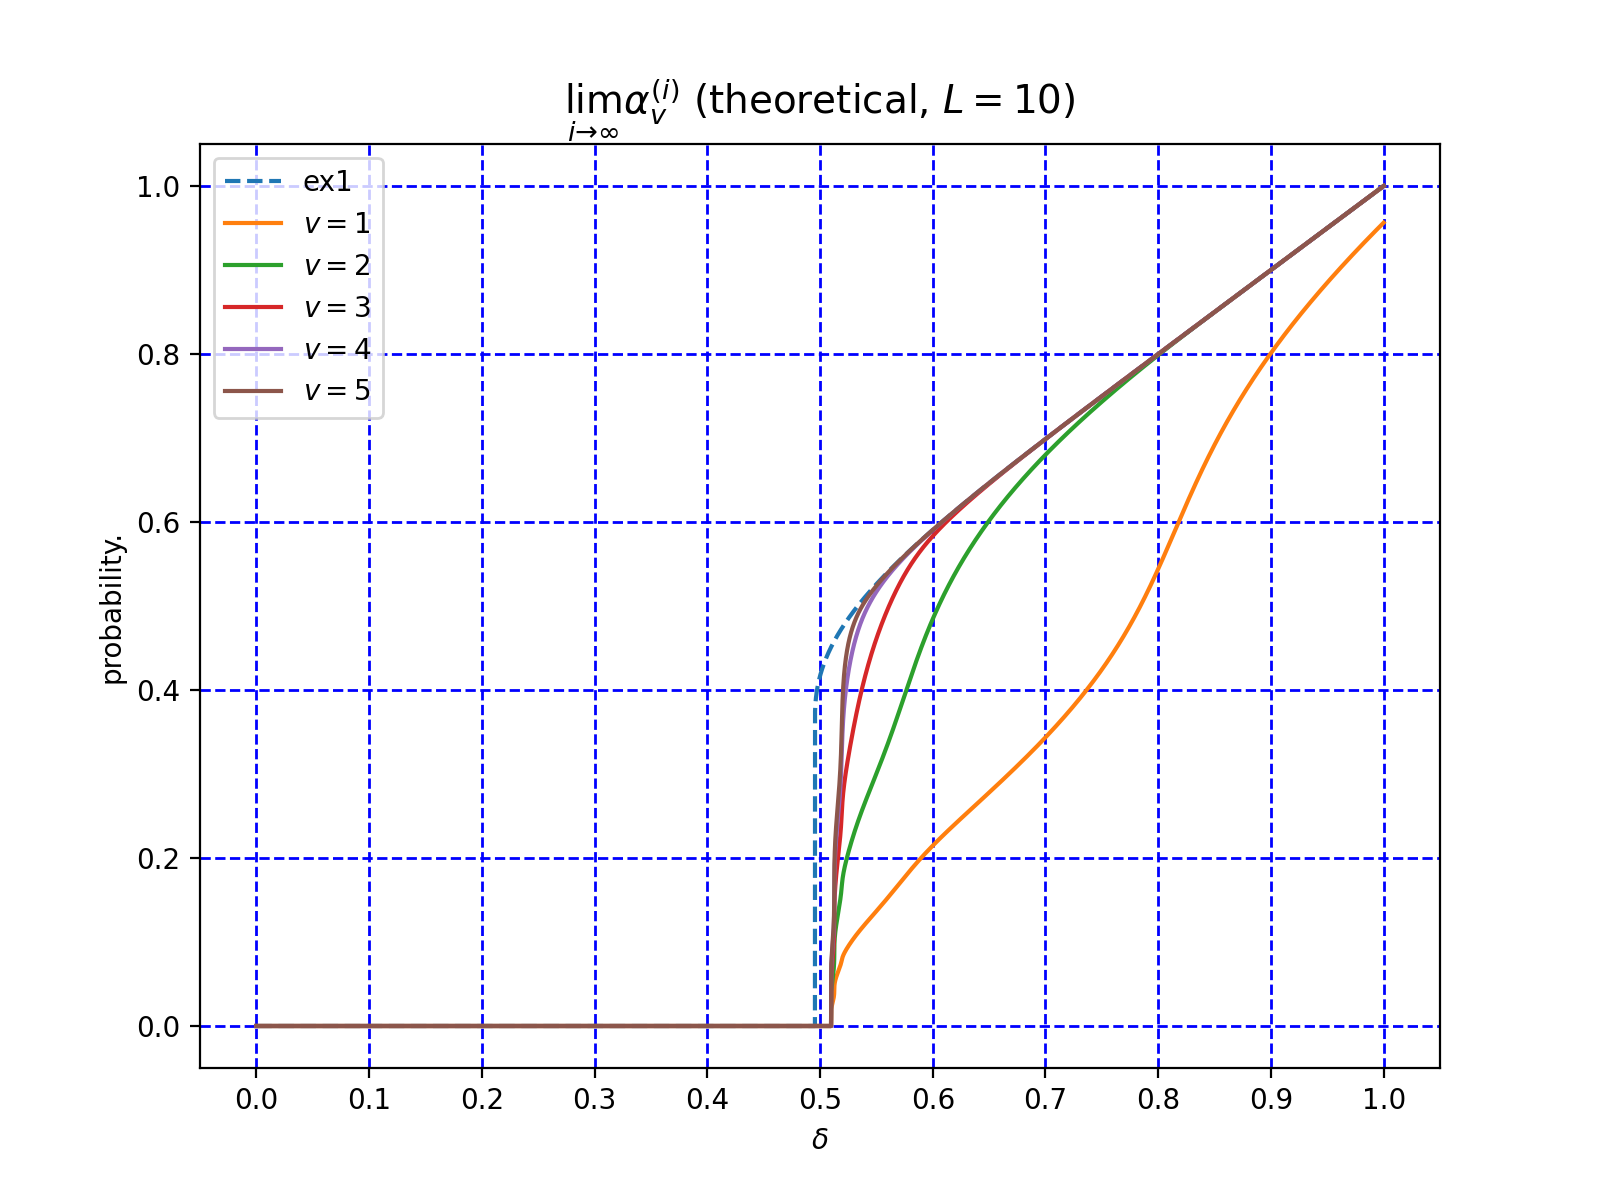 lim α_v^(i) (theoretical, L = 10)
i→∞
ex1
v = 1
v = 2
v = 3
v = 4
v = 5
1.0
0.8
0.6
0.4
0.2
0.0
probability.
0.0 0.1 0.2 0.3 0.4 0.5 0.6 0.7 0.8 0.9 1.0
δ